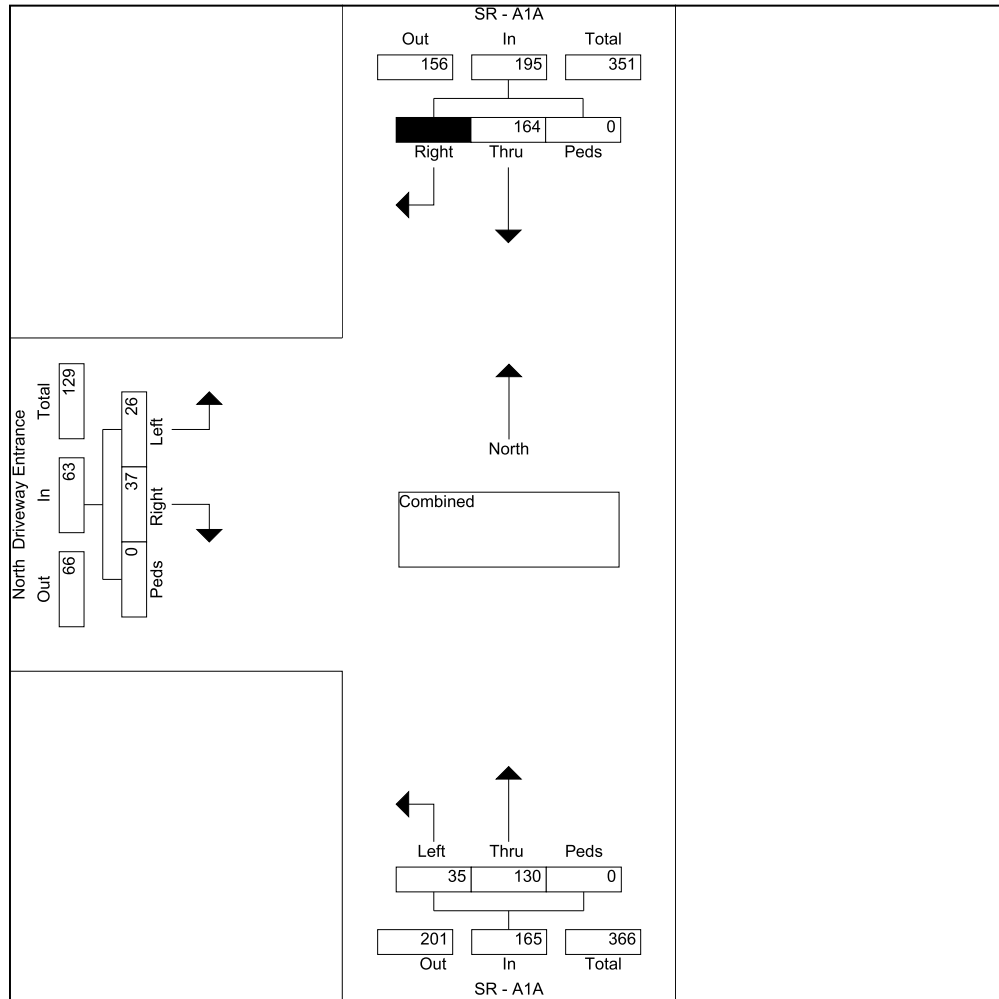 SR - A1A
Out In Total
156 195 351
164 0
Right Thru Peds
North Driveway Entrance
Total In Out
129 63 66
26 37 0
Left Right Peds
North
Combined
Left Thru Peds
35 130 0
201 165 366
Out In Total
SR - A1A